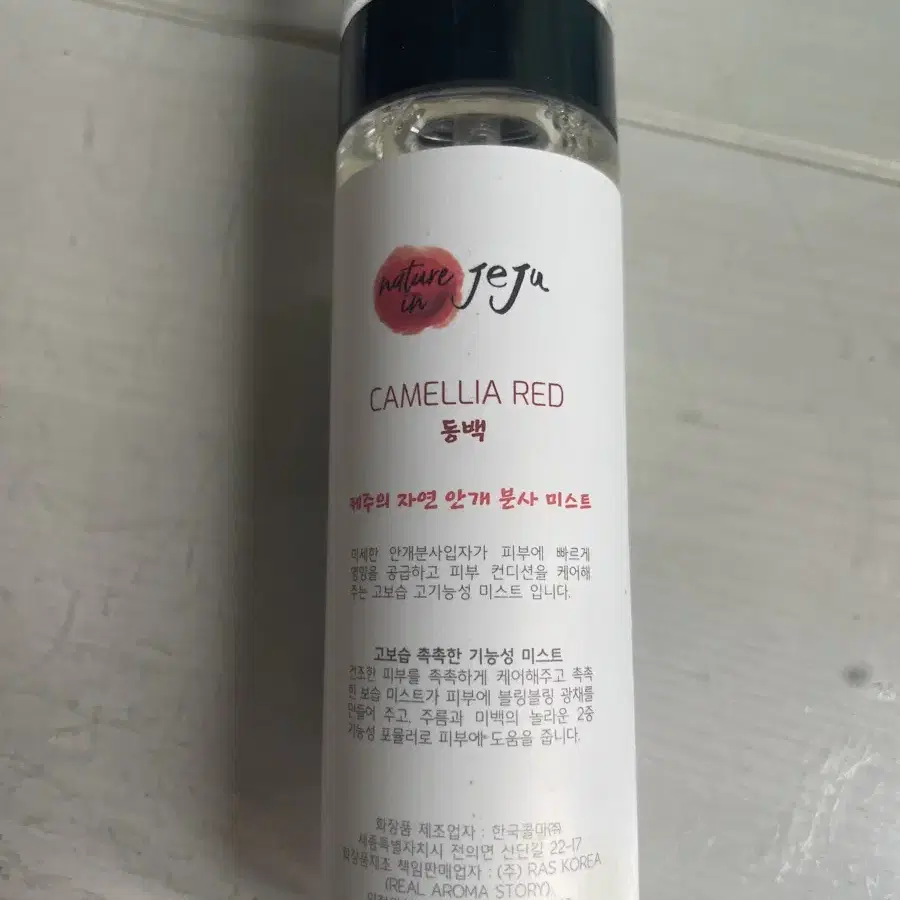 nature in JeJu
CAMELLIA RED
동백
제주의 자연 안개 분사 미스트
미세한 안개분사입자가 피부에 빠르게
영양을 공급하고 피부 컨디션을 케어해
주는 고보습 고기능성 미스트 입니다.
고보습 촉촉한 기능성 미스트
건조한 피부를 촉촉하게 케어해주고 촉촉
한 보습 미스트가 피부에 블링블링 광채를
만들어 주고, 주름과 미백의 놀라운 2중
기능성 포뮬러로 피부에 도움을 줍니다.
화장품 제조업자 : 한국콜마㈜
세종특별자치시 전의면 산단길 22-17
화장품제조 책임판매업자 : (주) RAS KOREA
(REAL AROMA STORY)